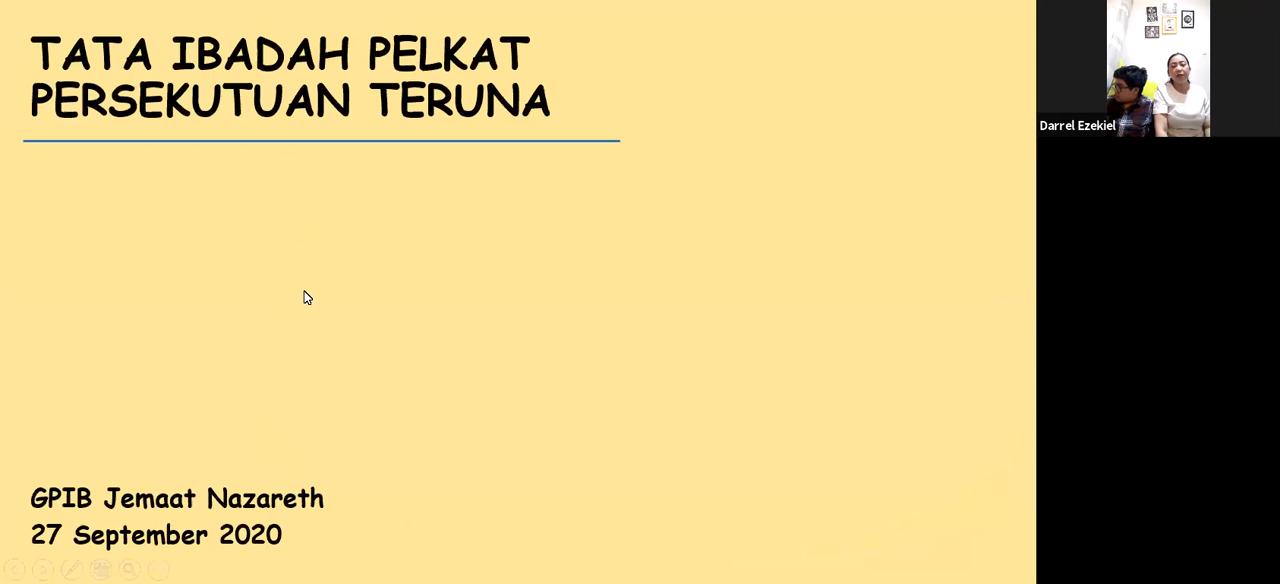 TATA IBADAH PELKAT
PERSEKUTUAN TERUNA
Darrel Ezekiel
GPIB Jemaat Nazareth
27 September 2020